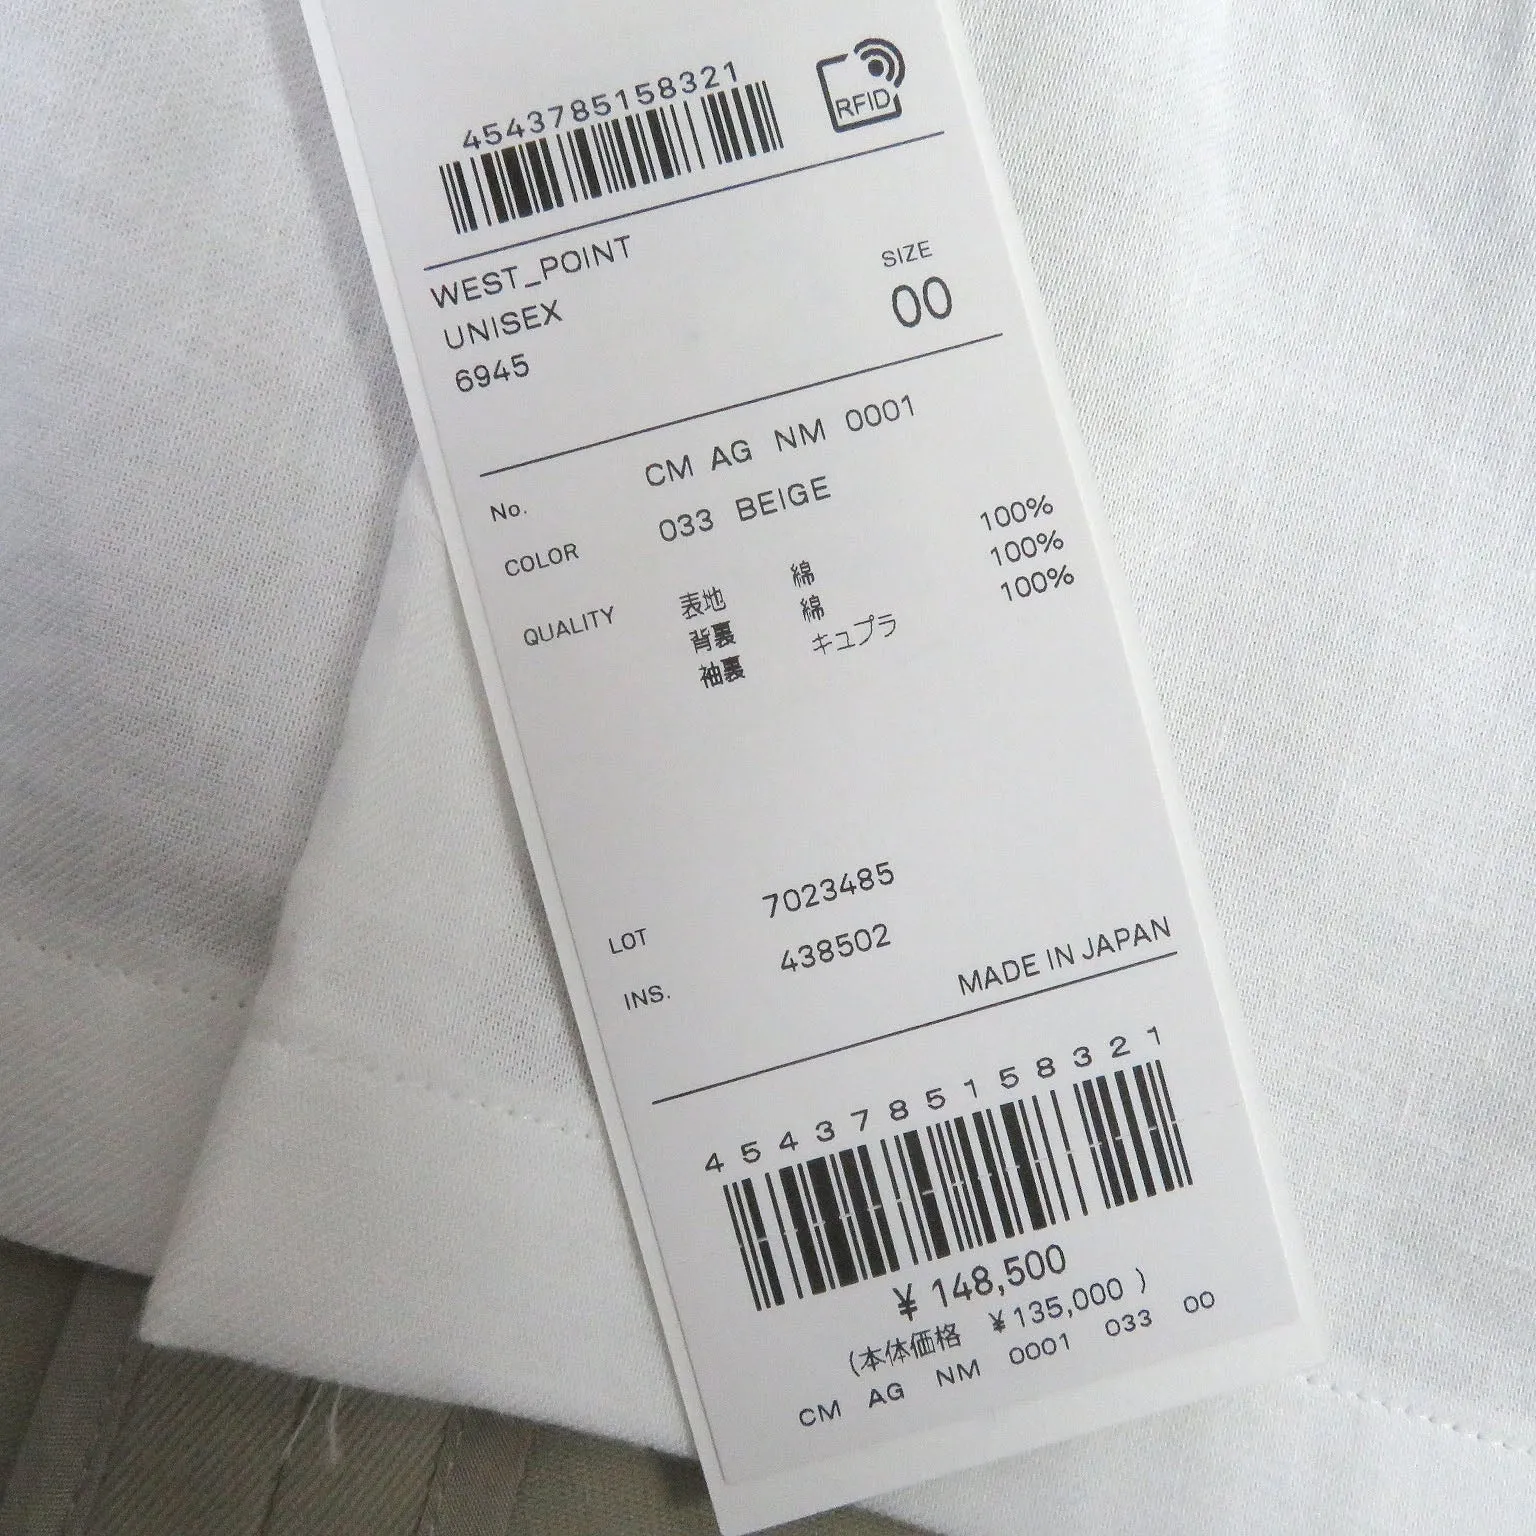 4543785158321
RFID
WEST_POINT
UNISEX
6945
SIZE
00
No. CM AG NM 0001
COLOR 033 BEIGE
QUALITY 表地 綿 100%
背裏 綿 100%
袖裏 キュプラ 100%
LOT 7023485
INS. 438502
MADE IN JAPAN
4543785158321
¥ 148,500
(本体価格 ¥135,000 )
CM AG NM 0001 033 00